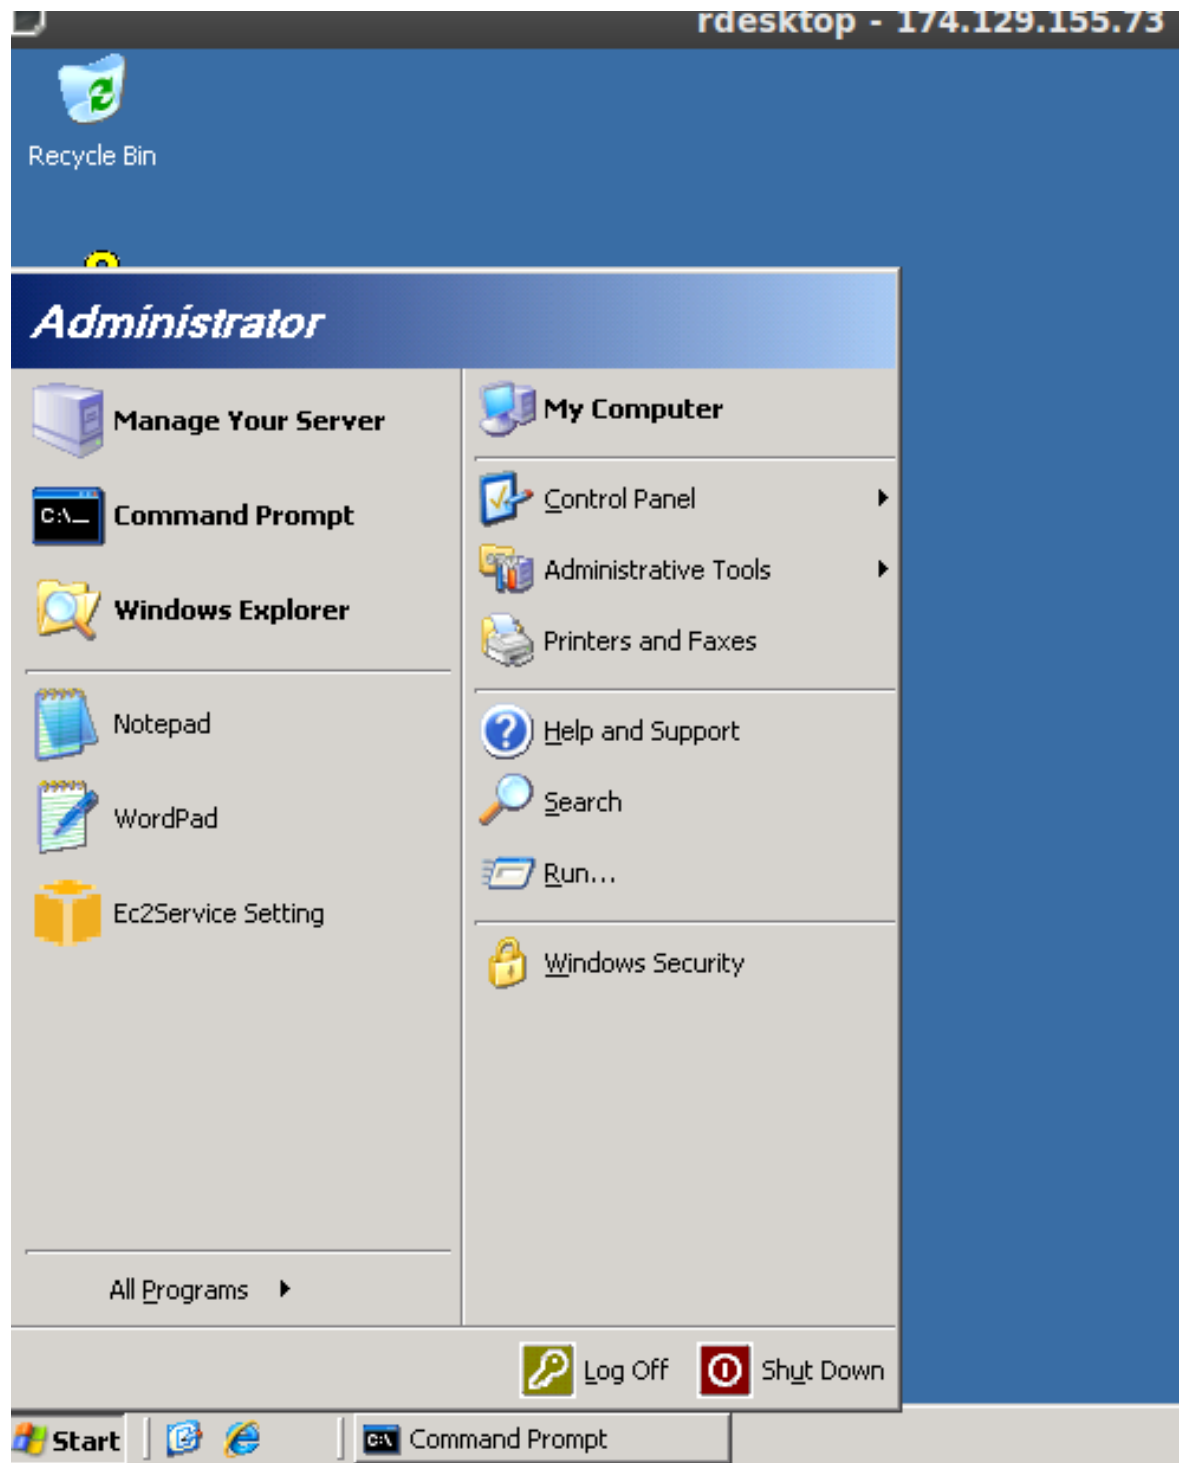 rdesktop - 174.129.155.73
Recycle Bin
Administrator
Manage Your Server
Command Prompt
Windows Explorer
Notepad
WordPad
Ec2Service Setting
All Programs
My Computer
Control Panel
Administrative Tools
Printers and Faxes
Help and Support
Search
Run...
Windows Security
Log Off
Shut Down
Start
Command Prompt